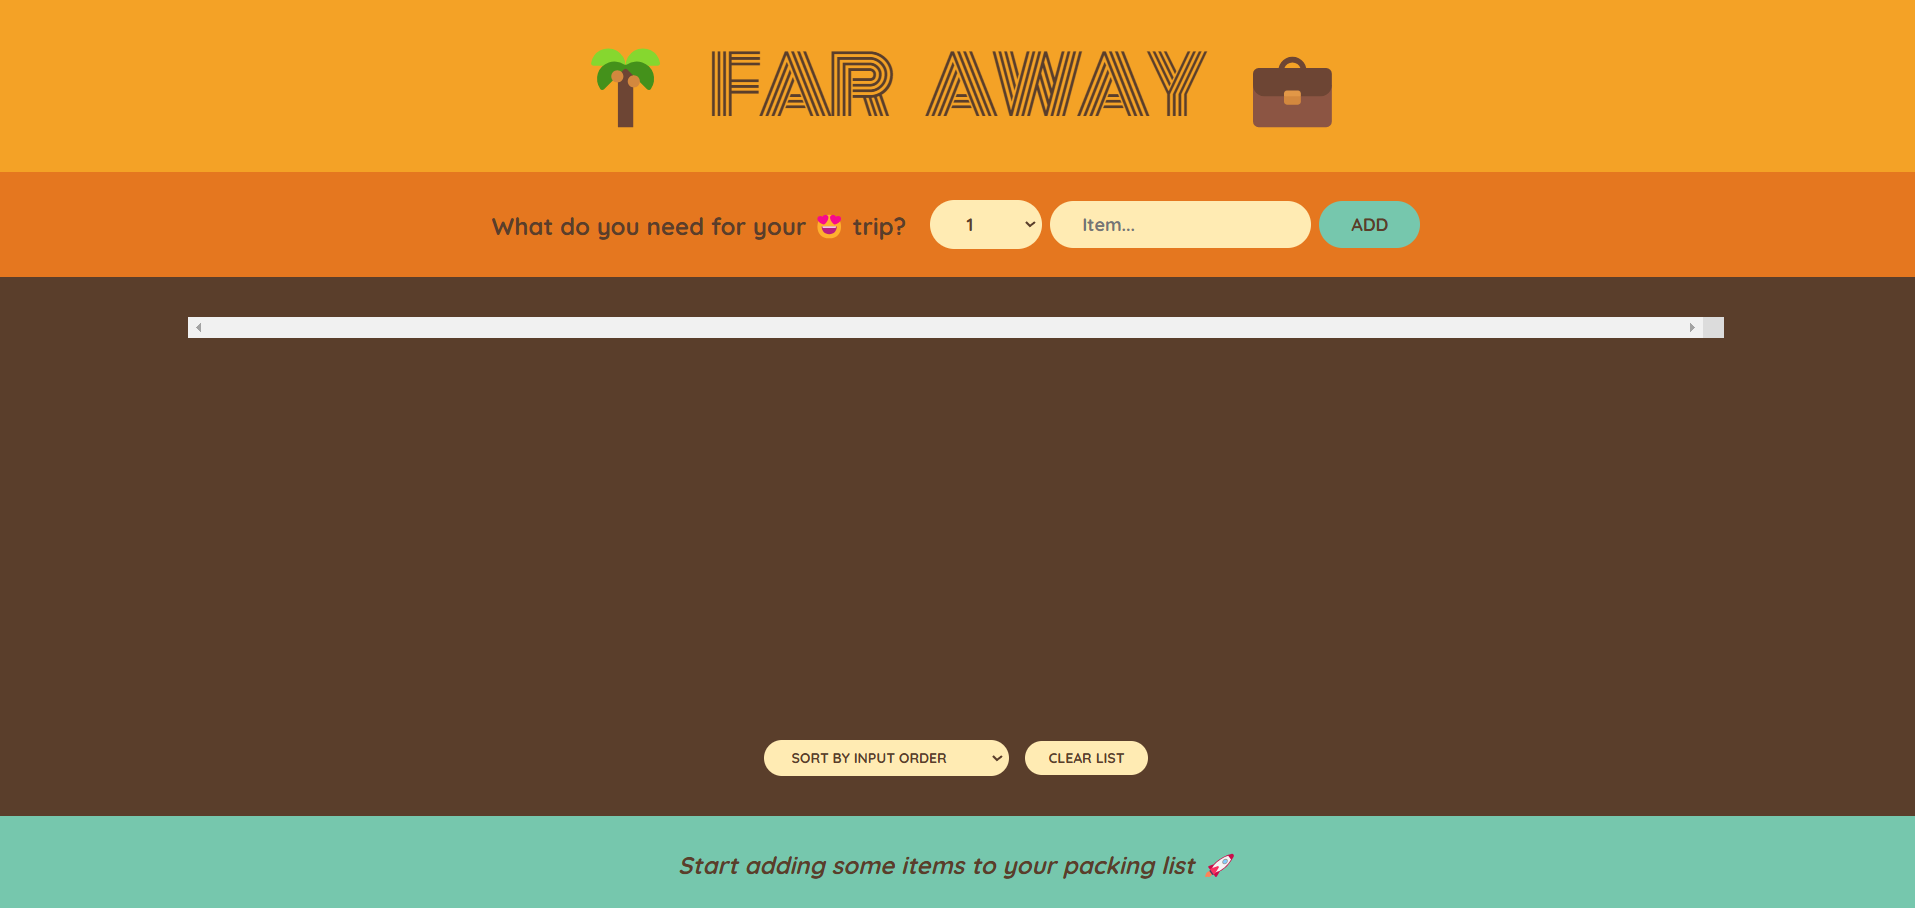 FAR AWAY
What do you need for your 😍 trip?
1
Item...
ADD
SORT BY INPUT ORDER
CLEAR LIST
Start adding some items to your packing list 🚀